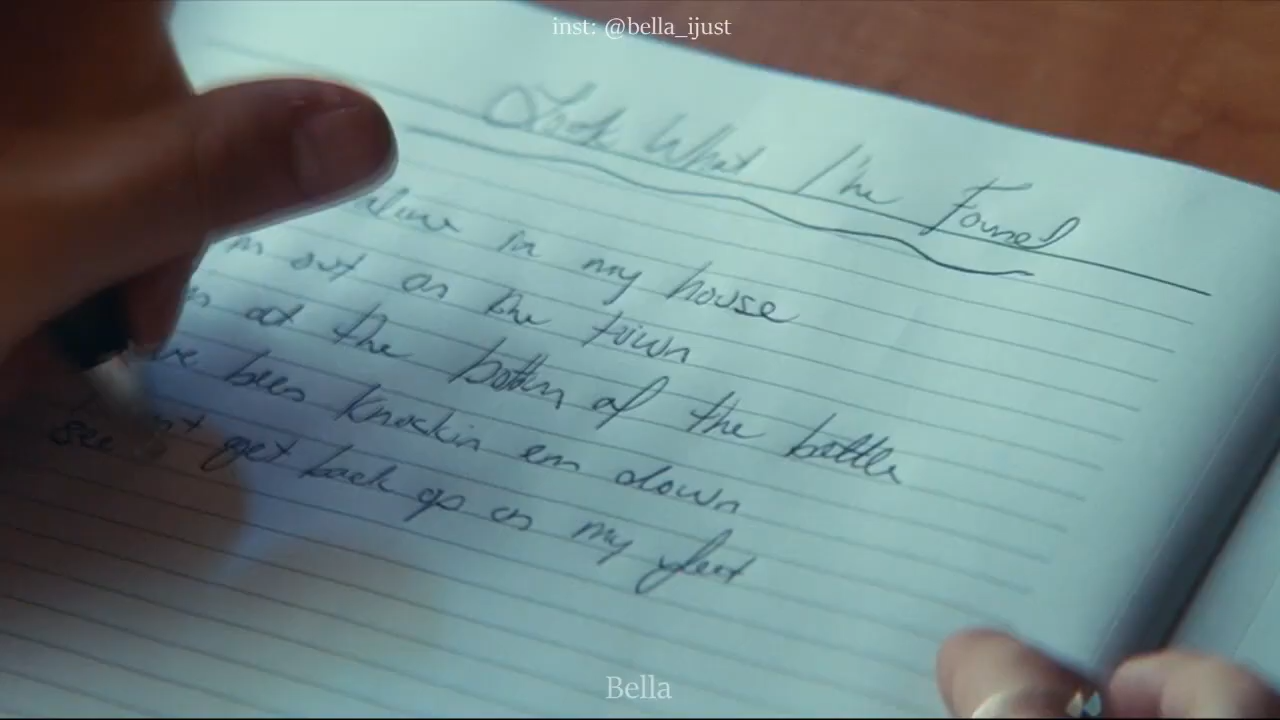 inst: @bella_ijust
Look What I've Found
in my house
out on the town
at the bottom of the bottle
been knockin em down
get back up on my feet
Bella